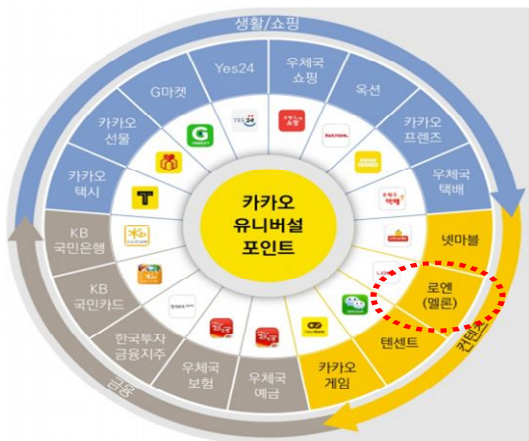 생활/쇼핑
Yes24
우체국
쇼핑
옥션
카카오
프렌즈
우체국
택배
넷마블
로엔
(멜론)
컨텐츠
텐센트
카카오
게임
우체국
예금
우체국
보험
한국투자
금융지주
금융
KB
국민카드
KB
국민은행
카카오
택시
카카오
선물
G마켓
카카오
유니버설
포인트
YES24
G
T